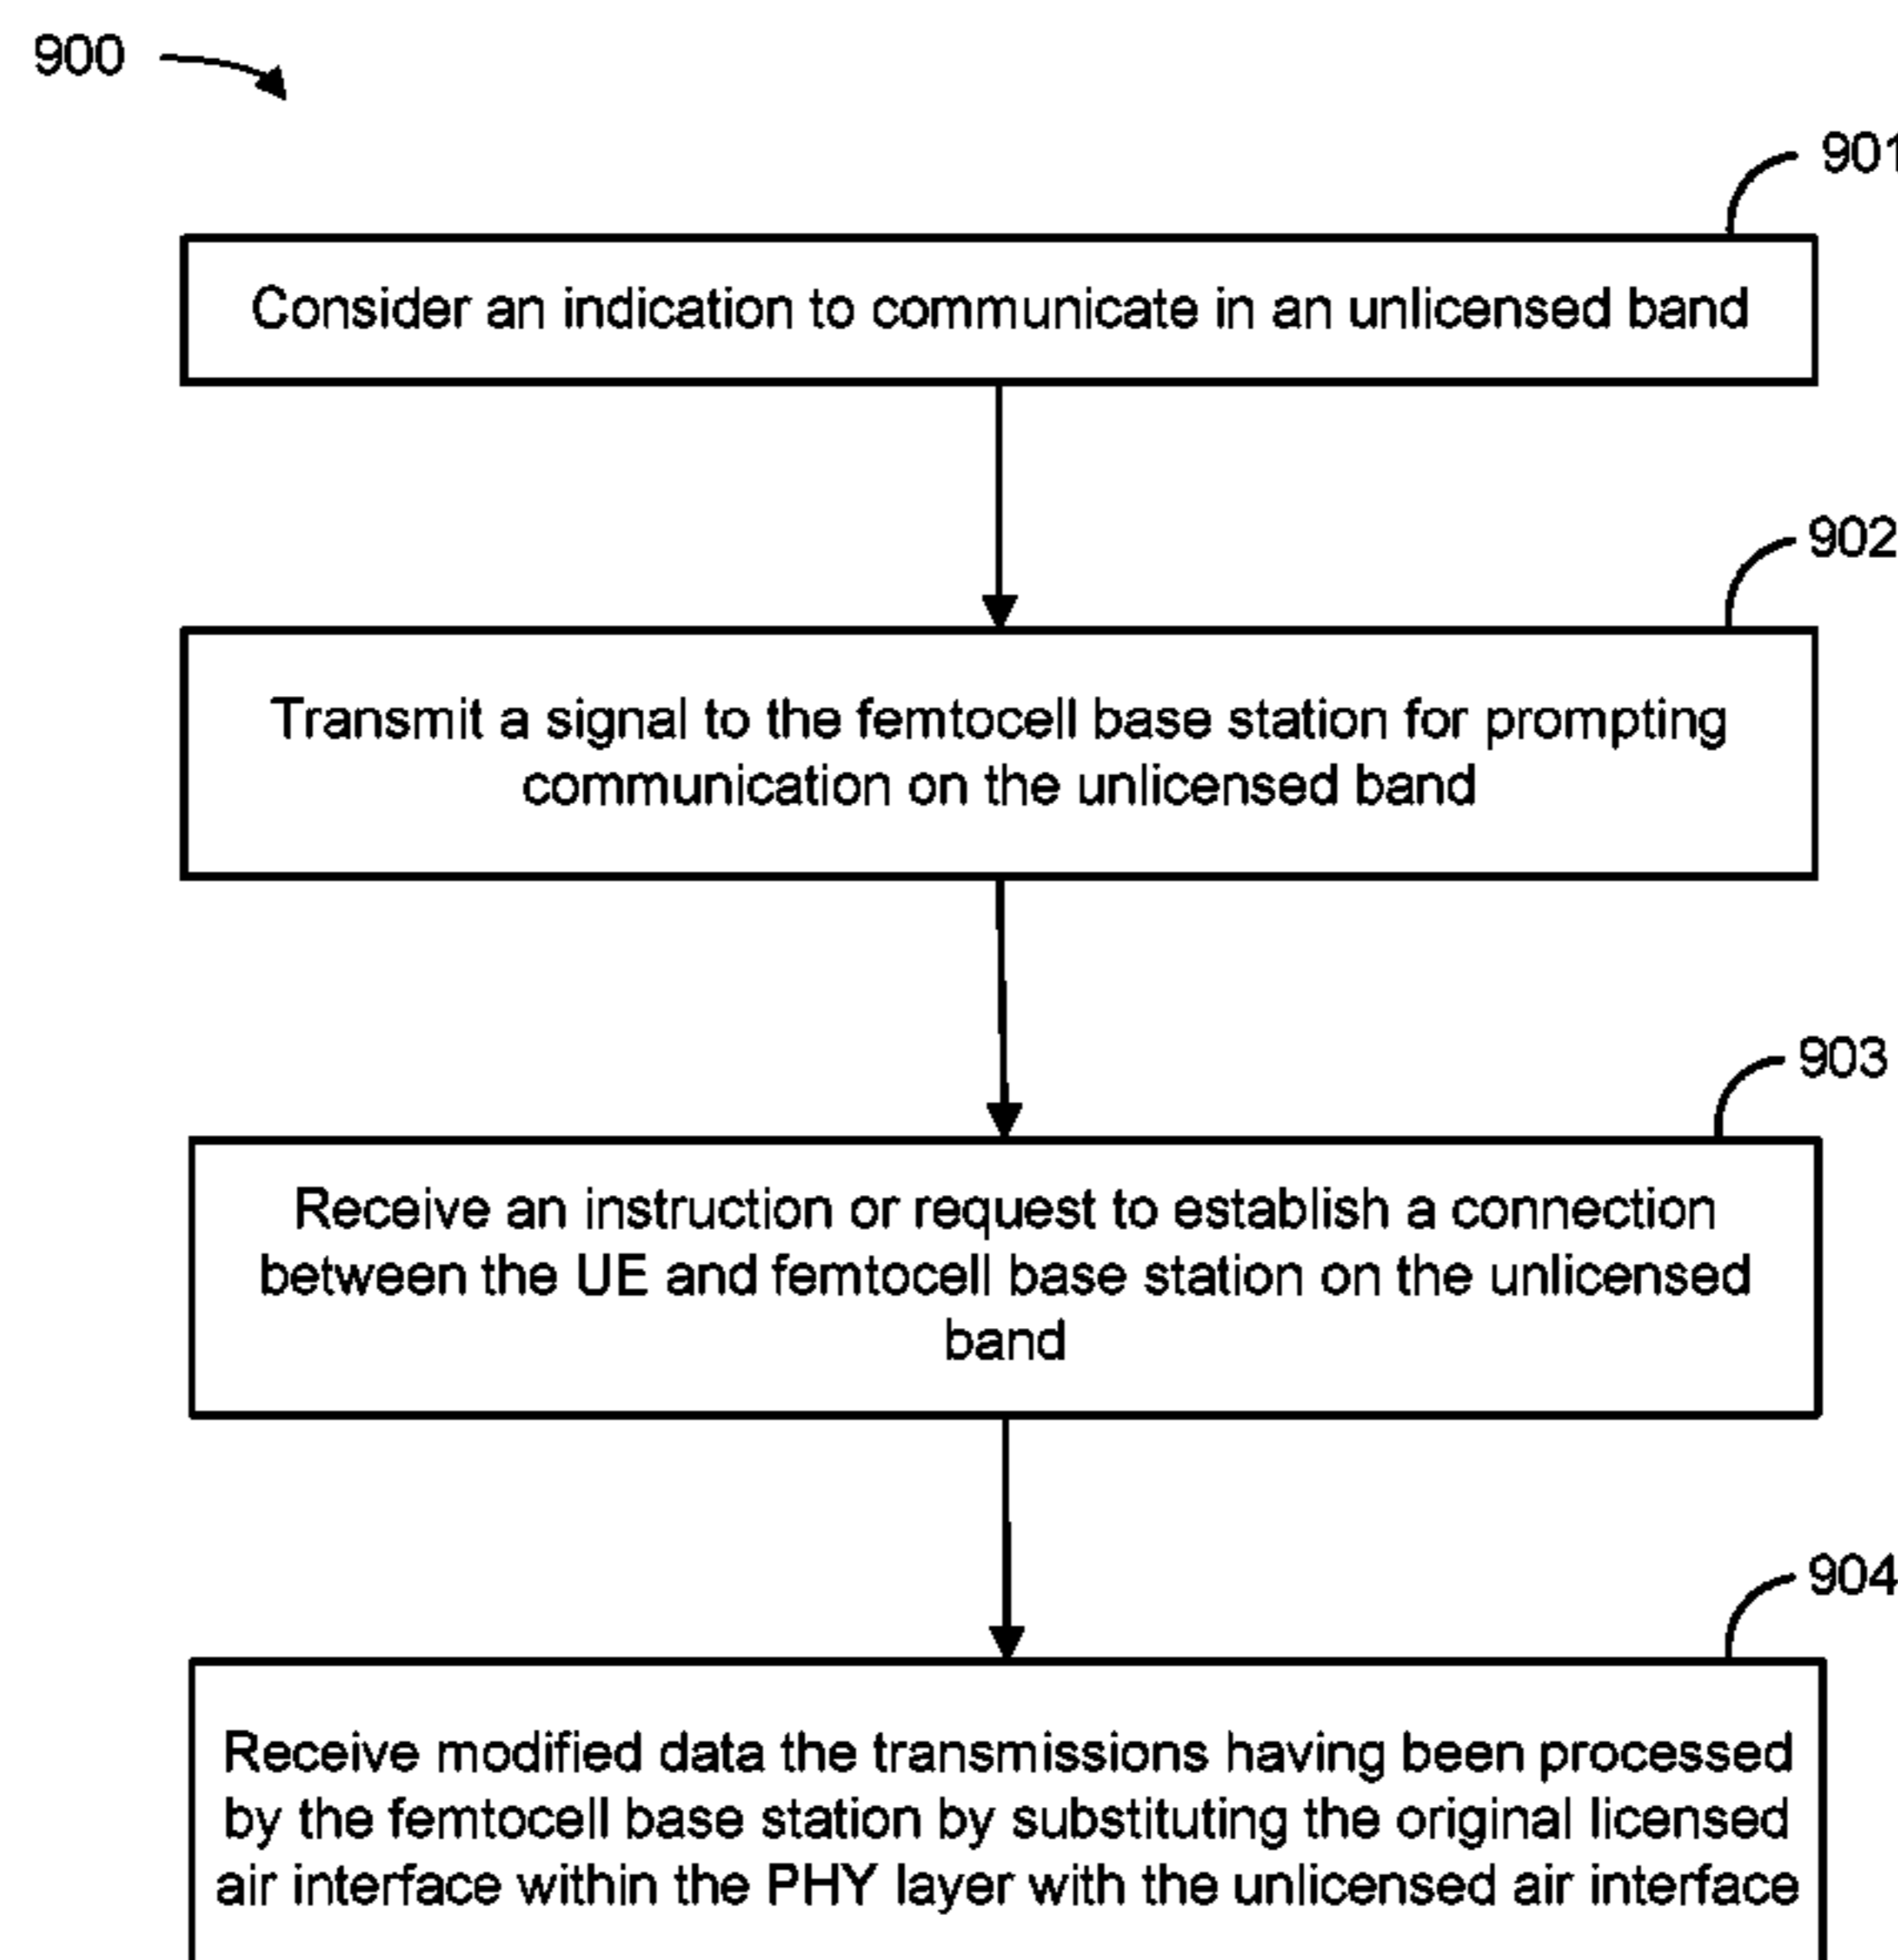 900
901
Consider an indication to communicate in an unlicensed band
902
Transmit a signal to the femtocell base station for prompting
communication on the unlicensed band
903
Receive an instruction or request to establish a connection
between the UE and femtocell base station on the unlicensed
band
904
Receive modified data the transmissions having been processed
by the femtocell base station by substituting the original licensed
air interface within the PHY layer with the unlicensed air interface